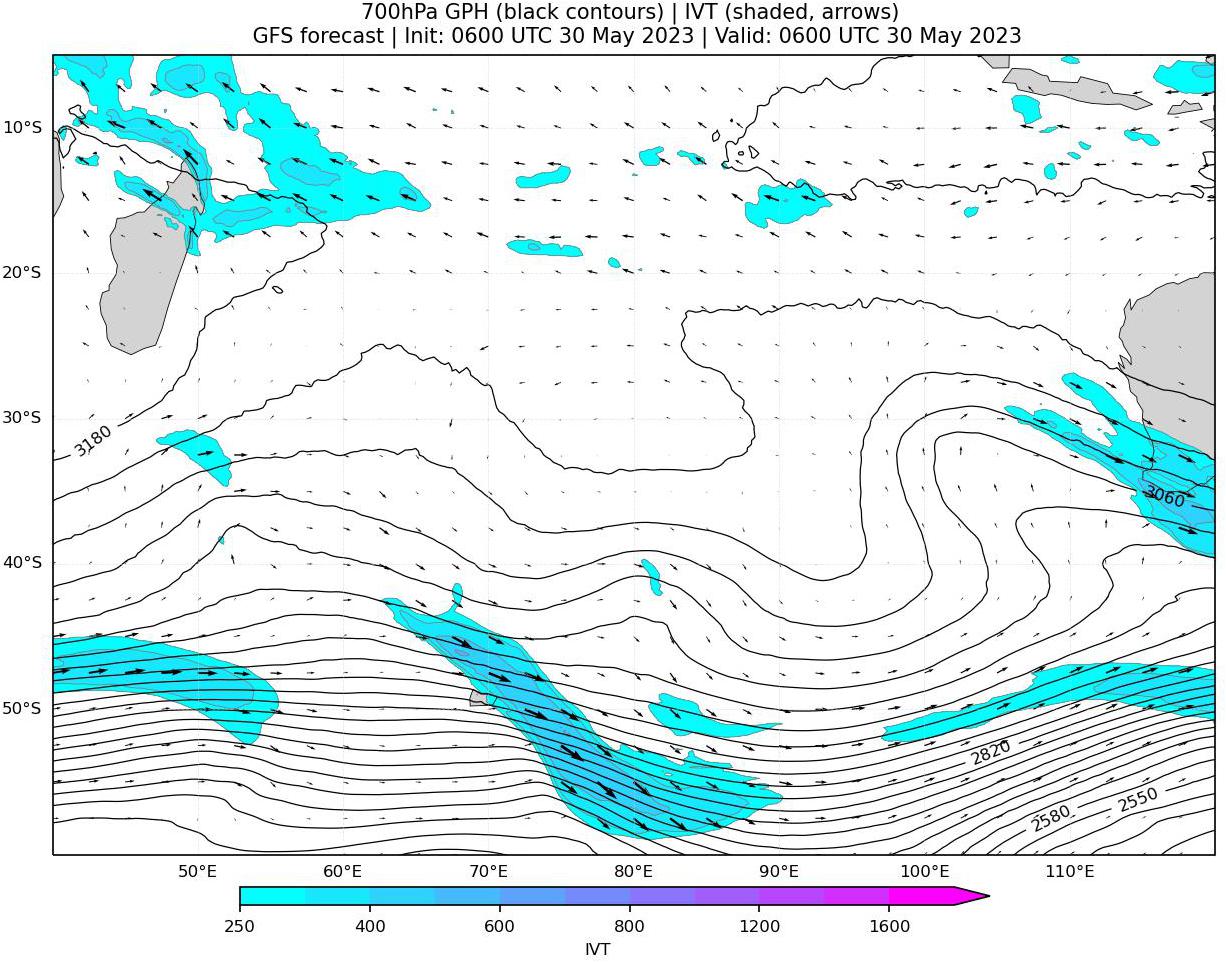 700hPa GPH (black contours) | IVT (shaded, arrows)
GFS forecast | Init: 0600 UTC 30 May 2023 | Valid: 0600 UTC 30 May 2023
10°S
20°S
30°S
3180
3060
40°S
50°S
2820
2550
2580
50°E 60°E 70°E 80°E 90°E 100°E 110°E
250 400 600 800 1200 1600
IVT